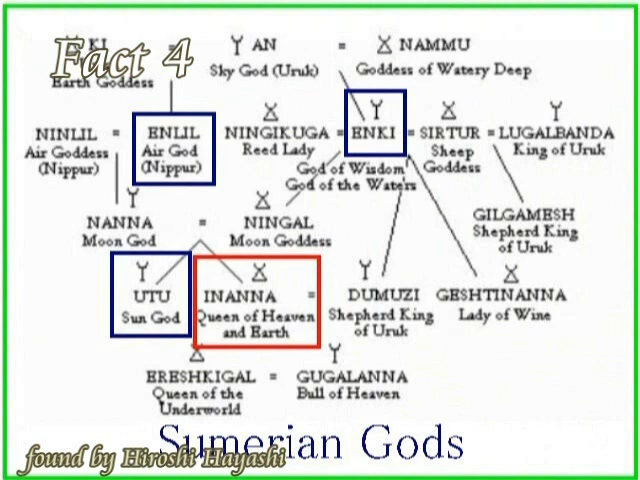 KI
AN
=
NAMMU
Fact 4
Earth Goddess
Sky God (Uruk)
Goddess of Watery Deep
NINLIL = ENLIL
Air Goddess
(Nippur)
Air God
(Nippur)
NINGIKUGA = ENKI = SIRTUR = LUGALBANDA
Reed Lady
God of Wisdom
God of the Waters
Sheep
Goddess
King of Uruk
NANNA = NINGAL
Moon God
Moon Goddess
GILGAMESH
Shepherd King
of Uruk
UTU
Sun God
INANNA =
Queen of Heaven
and Earth
DUMUZI
Shepherd King
of Uruk
GESHTINANNA
Lady of Wine
ERESHKIGAL = GUGALANNA
Queen of the
Underworld
Bull of Heaven
Sumerian Gods
found by Hiroshi Hayashi